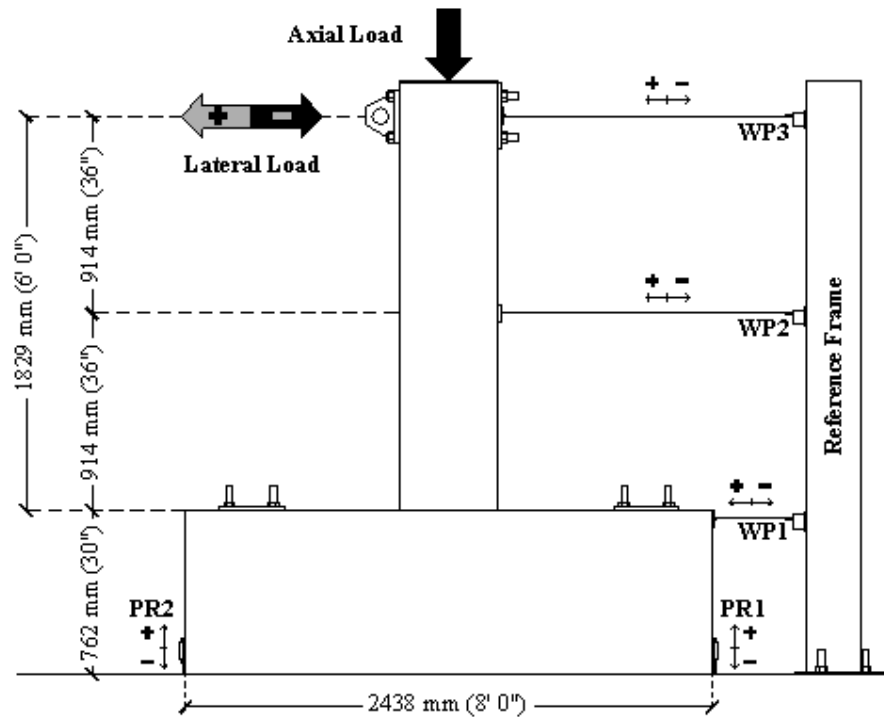 Axial Load
+ -
+ -
WP3
Lateral Load
1829 mm (6' 0")
914 mm (36")
+ -
WP2
Reference Frame
914 mm (36")
+ -
WP1
762 mm (30")
PR2
+
-
PR1
+
-
2438 mm (8' 0")